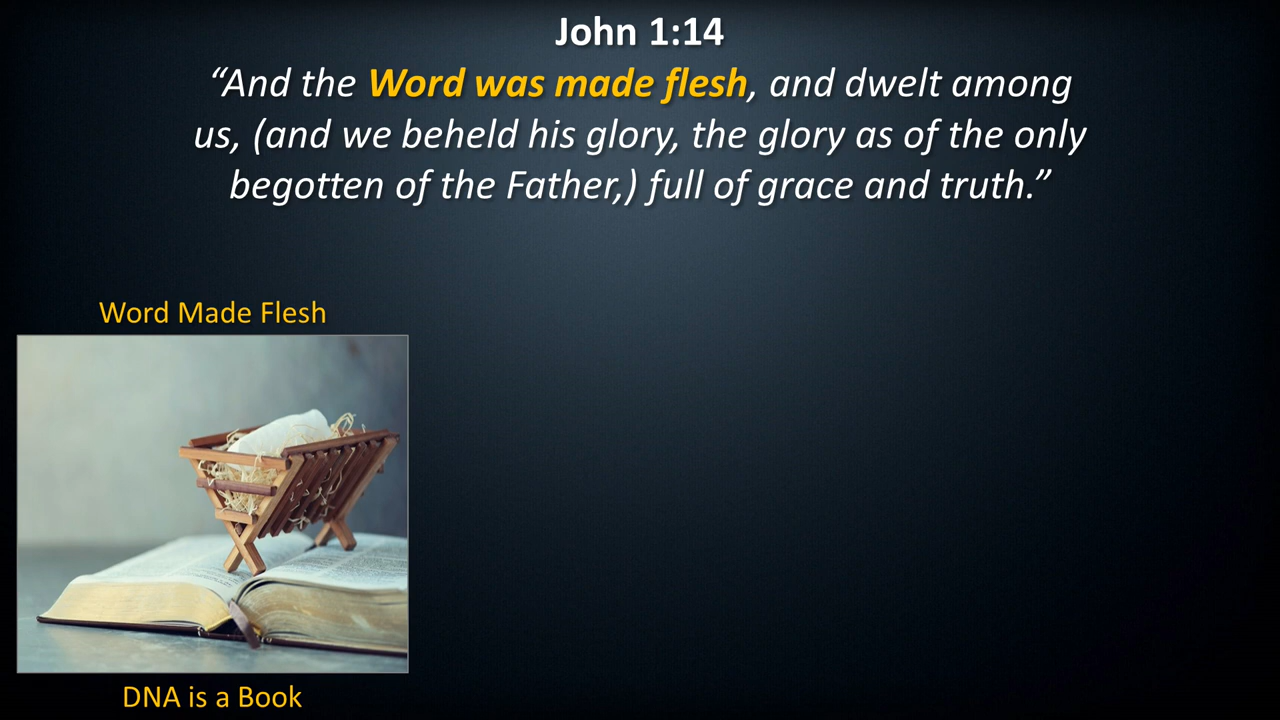 John 1:14
“And the Word was made flesh, and dwelt among
us, (and we beheld his glory, the glory as of the only
begotten of the Father,) full of grace and truth.”
Word Made Flesh
DNA is a Book